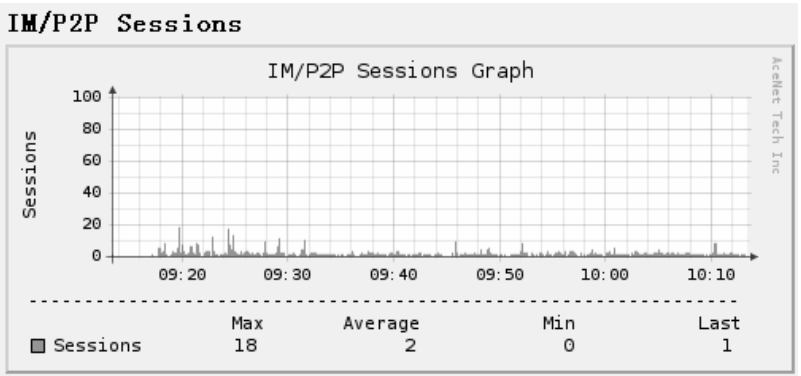 IM/P2P Sessions
IM/P2P Sessions Graph
AceNet Tech Inc
Sessions
100
80
60
40
20
0
09:20 09:30 09:40 09:50 10:00 10:10
Max Average Min Last
Sessions 18 2 0 1